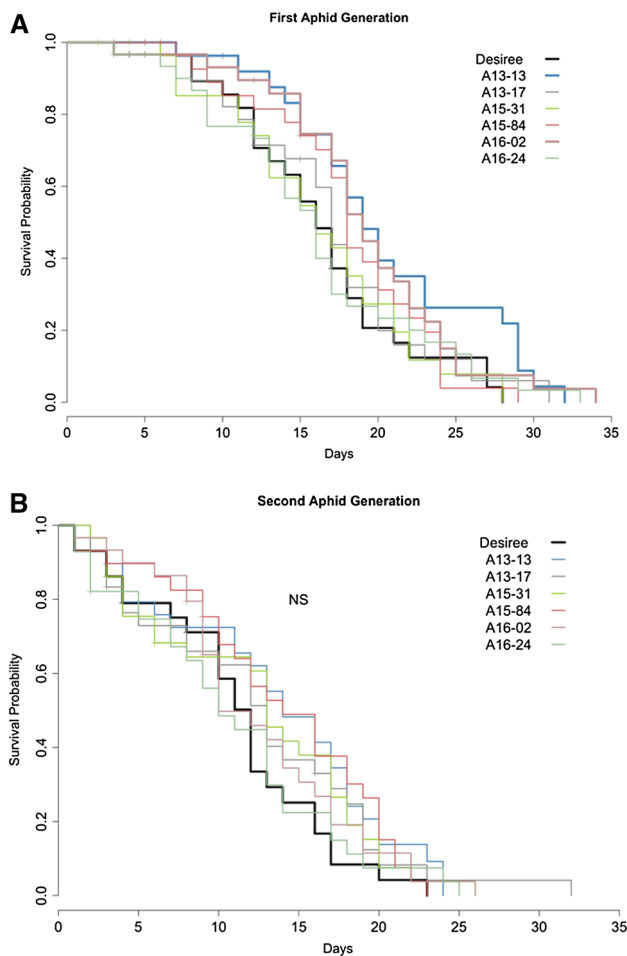 A
First Aphid Generation
Survival Probability
1.0
0.8
0.6
0.4
0.2
0.0
Desiree
A13-13
A13-17
A15-31
A15-84
A16-02
A16-24
0 5 10 15 20 25 30 35
Days
B
Second Aphid Generation
Survival Probability
1.0
0.8
0.6
0.4
0.2
0.0
NS
Desiree
A13-13
A13-17
A15-31
A15-84
A16-02
A16-24
0 5 10 15 20 25 30 35
Days